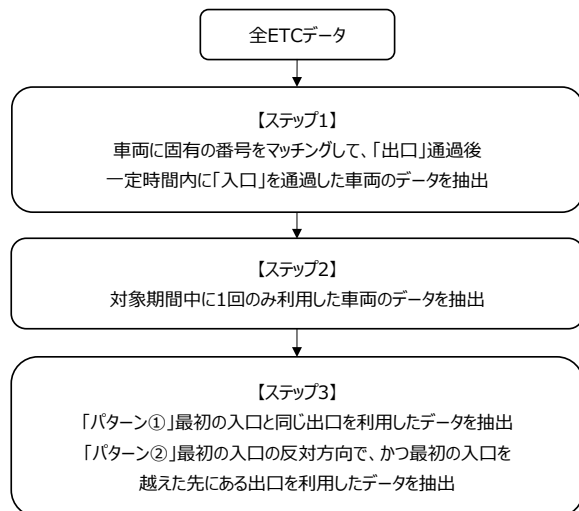 全ETCデータ
【ステップ1】
車両に固有の番号をマッチングして、「出口」通過後
一定時間内に「入口」を通過した車両のデータを抽出
【ステップ2】
対象期間中に1回のみ利用した車両のデータを抽出
【ステップ3】
「パターン①」最初の入口と同じ出口を利用したデータを抽出
「パターン②」最初の入口の反対方向で、かつ最初の入口を
越えた先にある出口を利用したデータを抽出